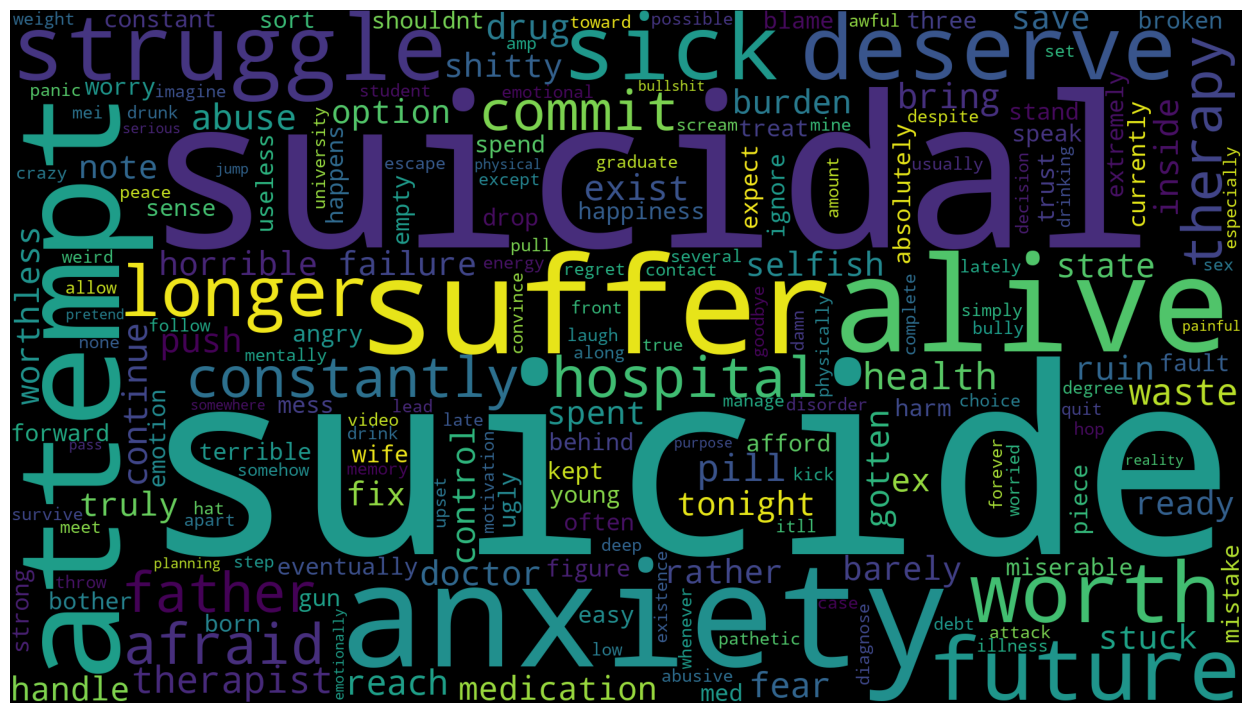 weight constant sort shouldnt drug toward possible blame awful three save broken
struggle sick deserve
amp shitty set
panic worry imagine student emotional bullshit
mei drunk abuse option commit scream burden bring despite stand
crazy serious note suicidal spend treat mine speak extremely inside therapy
peace jump university happens escape physical graduate exist expect ignore amount absolutely usually decision trust drinking currently especially
sense useless empty except happiness
drop pull
attempt worthless weird horrible failure energy regret several contact selfish lately state sex
allow longer suffer alive simply
pretend convince front goodbye damn physically complete bully painful
none follow push angry laugh true
mentally along
continue constantly hospital health ruin fault
somewhere mess lead late manage disorder harm choice degree waste
forward emotion terrible video spent behind afford quit hop
pass somehow wife drink control motivation kept purpose pill kick gotten ex forever worried piece reality
truly hat memory fix upset ugly young tonight ready
survive meet apart suicide often itll
deep
planning step eventually doctor figure rather barely miserable mistake
strong throw father gun anxiety easy existence case worth
bother born debt attack stuck
afraid emotionally low whenever pathetic diagnose illness
handle therapist reach medication abusive med fear future